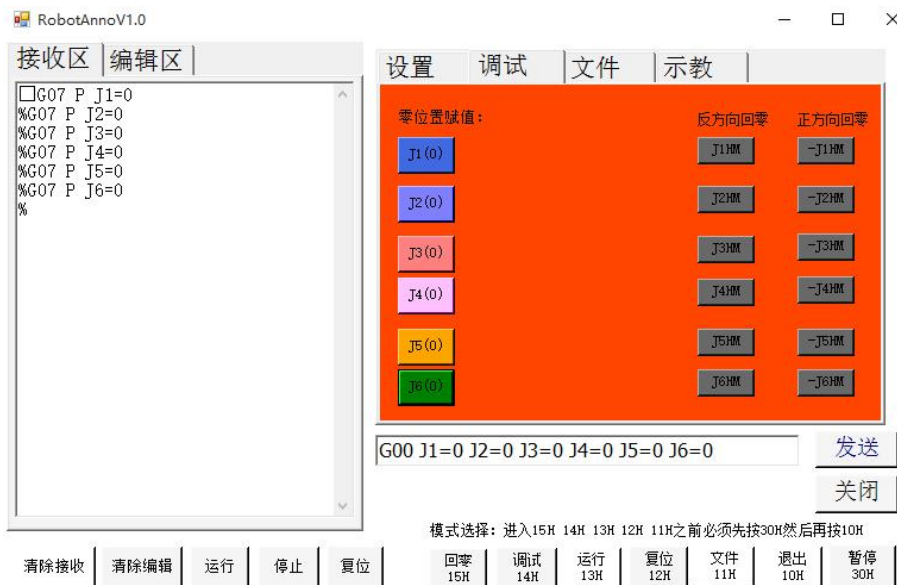 RobotAnnoV1.0
接收区 编辑区
□G07 P J1=0
%G07 P J2=0
%G07 P J3=0
%G07 P J4=0
%G07 P J5=0
%G07 P J6=0
%
设置 调试 文件 示教
零位置赋值： 反方向回零 正方向回零
J1(0) J1HM -J1HM
J2(0) J2HM -J2HM
J3(0) J3HM -J3HM
J4(0) J4HM -J4HM
J5(0) J5HM -J5HM
J6(0) J6HM -J6HM
G00 J1=0 J2=0 J3=0 J4=0 J5=0 J6=0 发送
关闭
模式选择：进入15H 14H 13H 12H 11H之前必须先按30H然后再按10H
清除接收 清除编辑 运行 停止 复位
回零 调试 运行 复位 文件 退出 暂停
15H 14H 13H 12H 11H 10H 30H